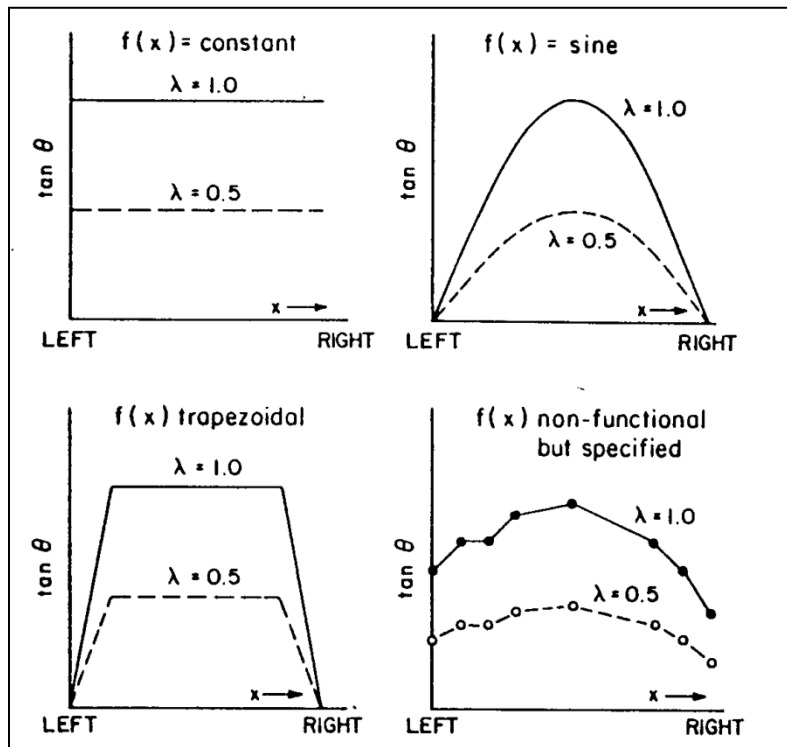 f(x) = constant
λ = 1.0
λ = 0.5
tan θ
x
LEFT
RIGHT
f(x) = sine
λ = 1.0
λ = 0.5
tan θ
x
LEFT
RIGHT
f(x) trapezoidal
λ = 1.0
λ = 0.5
tan θ
x
LEFT
RIGHT
f(x) non-functional
but specified
λ = 1.0
λ = 0.5
tan θ
x
LEFT
RIGHT